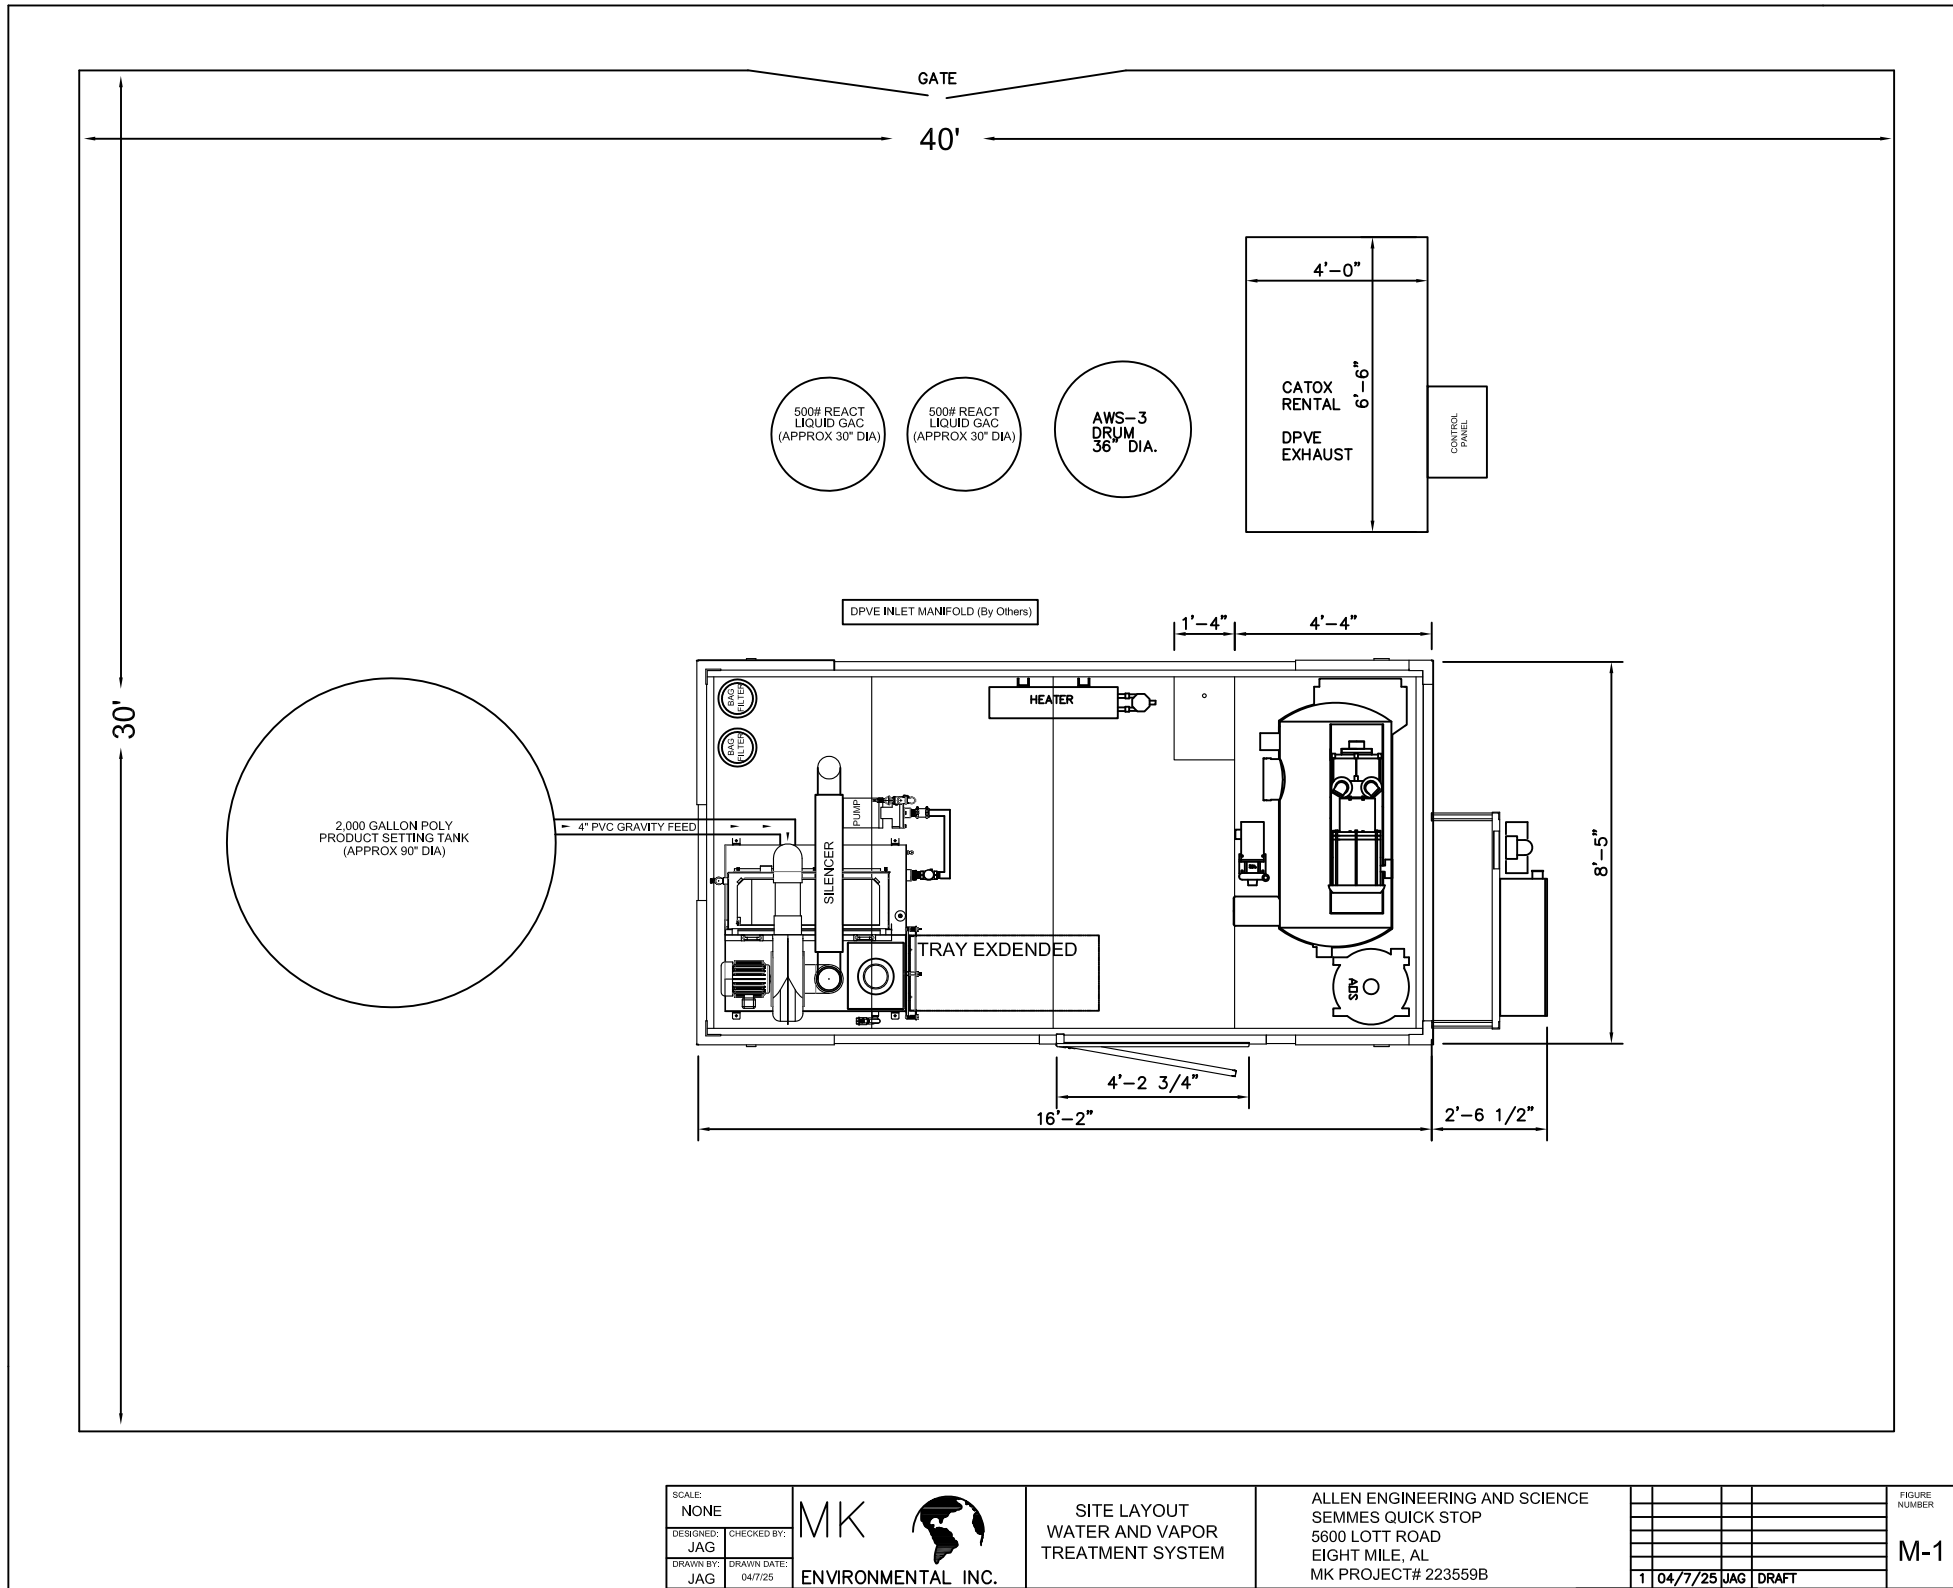 GATE
40'
30'
4'-0"
6'-6"
CATOX
RENTAL
DPVE
EXHAUST
CONTROL
PANEL
500# REACT
LIQUID GAC
(APPROX 30" DIA)
500# REACT
LIQUID GAC
(APPROX 30" DIA)
AWS-3
DRUM
36" DIA.
DPVE INLET MANIFOLD (By Others)
1'-4"
4'-4"
BAG
FILTER
BAG
FILTER
HEATER
PUMP
SILENCER
2,000 GALLON POLY
PRODUCT SETTING TANK
(APPROX 90" DIA)
4" PVC GRAVITY FEED
TRAY EXDENDED
ADS
8'-5"
4'-2 3/4"
16'-2"
2'-6 1/2"
SCALE:
NONE
DESIGNED:
JAG
CHECKED BY:
DRAWN BY:
JAG
DRAWN DATE:
04/7/25
MK
ENVIRONMENTAL INC.
SITE LAYOUT
WATER AND VAPOR
TREATMENT SYSTEM
ALLEN ENGINEERING AND SCIENCE
SEMMES QUICK STOP
5600 LOTT ROAD
EIGHT MILE, AL
MK PROJECT# 223559B
1 04/7/25 JAG DRAFT
FIGURE
NUMBER
M-1